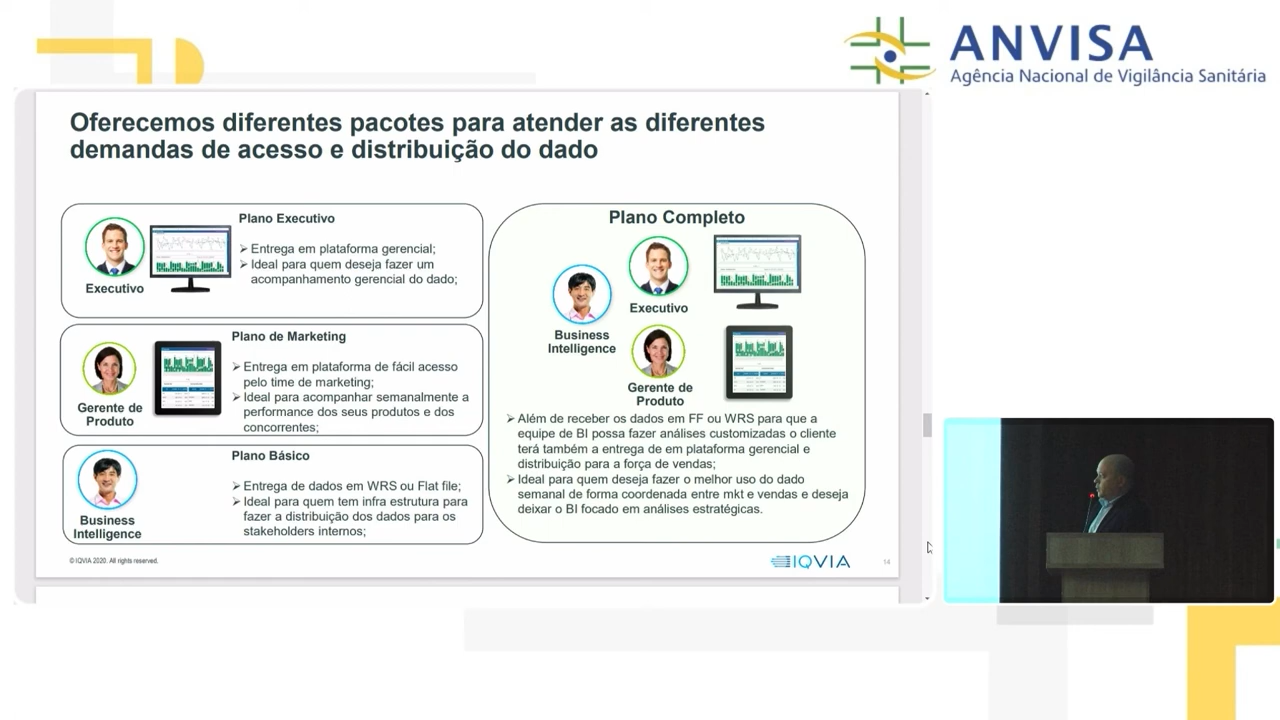 ANVISA
Agência Nacional de Vigilância Sanitária
Oferecemos diferentes pacotes para atender as diferentes
demandas de acesso e distribuição do dado
Executivo
Plano Executivo
Entrega em plataforma gerencial;
Ideal para quem deseja fazer um
acompanhamento gerencial do dado;
Gerente de
Produto
Plano de Marketing
Entrega em plataforma de fácil acesso
pelo time de marketing;
Ideal para acompanhar semanalmente a
performance dos seus produtos e dos
concorrentes;
Business
Intelligence
Plano Básico
Entrega de dados em WRS ou Flat file;
Ideal para quem tem infra estrutura para
fazer a distribuição dos dados para os
stakeholders internos;
Plano Completo
Business
Intelligence
Executivo
Gerente de
Produto
Além de receber os dados em FF ou WRS para que a
equipe de BI possa fazer análises customizadas o cliente
terá também a entrega de em plataforma gerencial e
distribuição para a força de vendas;
Ideal para quem deseja fazer o melhor uso do dado
semanal de forma coordenada entre mkt e vendas e deseja
deixar o BI focado em análises estratégicas.
© IQVIA 2020. All rights reserved.
IQVIA
14